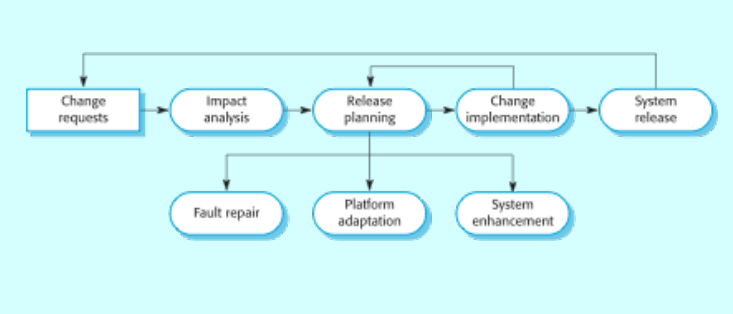 Change
requests
Impact
analysis
Release
planning
Change
implementation
System
release
Fault repair
Platform
adaptation
System
enhancement